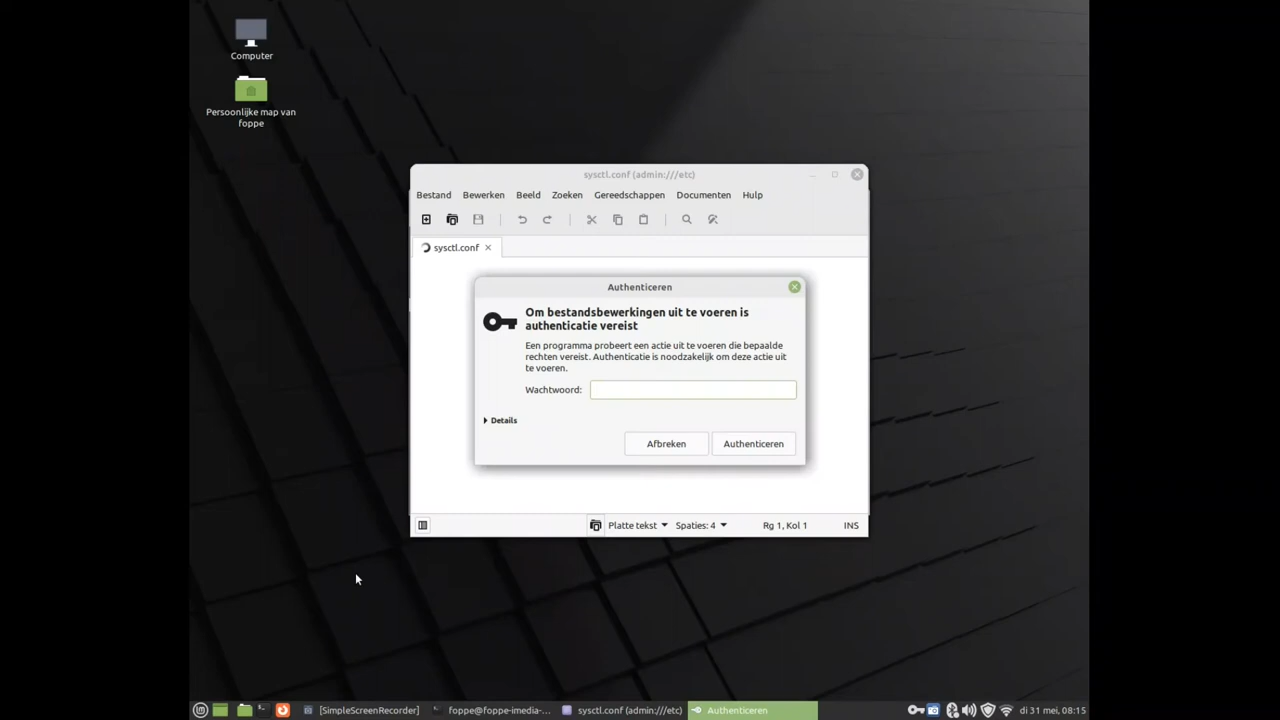 Computer
Persoonlijke map van
foppe
sysctl.conf (admin:///etc)
Bestand Bewerken Beeld Zoeken Gereedschappen Documenten Hulp
sysctl.conf
Authenticeren
Om bestandsbewerkingen uit te voeren is
authenticatie vereist
Een programma probeert een actie uit te voeren die bepaalde
rechten vereist. Authenticatie is noodzakelijk om deze actie uit
te voeren.
Wachtwoord:
Details
Afbreken Authenticeren
Platte tekst Spaties: 4 Rg 1, Kol 1 INS
[SimpleScreenRecorder] foppe@foppe-imedia-... sysctl.conf (admin:///etc) Authenticeren di 31 mei, 08:15